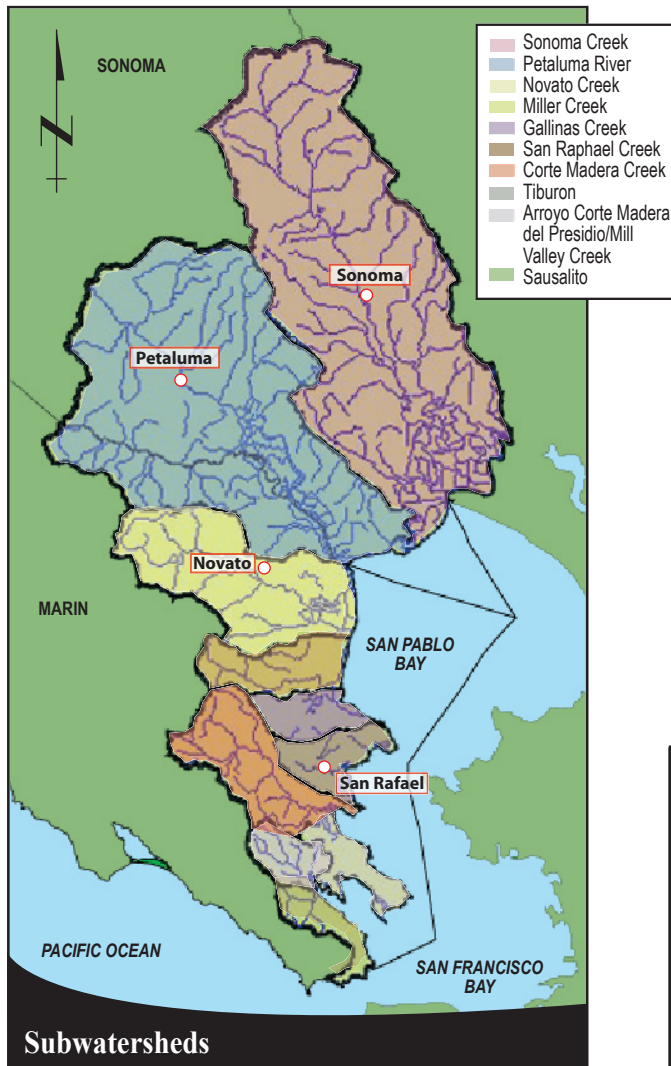 SONOMA
N
Sonoma Creek
Petaluma River
Novato Creek
Miller Creek
Gallinas Creek
San Raphael Creek
Corte Madera Creek
Tiburon
Arroyo Corte Madera
del Presidio/Mill
Valley Creek
Sausalito
Sonoma
Petaluma
Novato
MARIN
SAN PABLO
BAY
San Rafael
PACIFIC OCEAN
SAN FRANCISCO
BAY
Subwatersheds